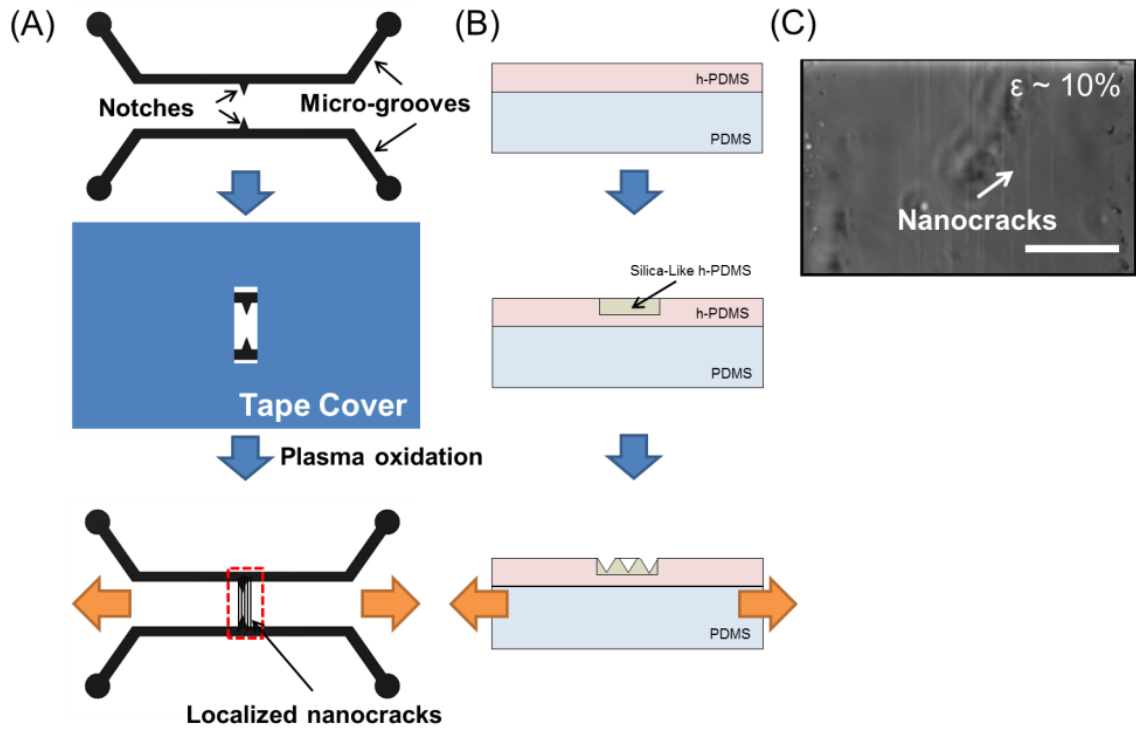 (A)
Notches
Micro-grooves
Tape Cover
Plasma oxidation
Localized nanocracks
(B)
h-PDMS
PDMS
Silica-Like h-PDMS
h-PDMS
PDMS
PDMS
(C)
ε ~ 10%
Nanocracks